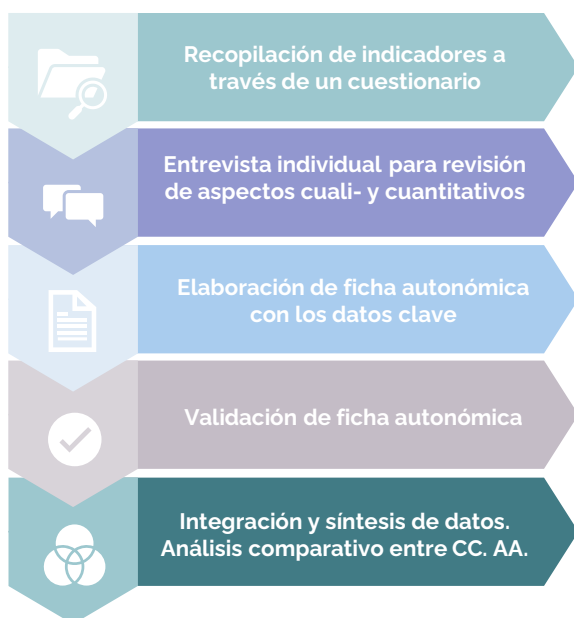 Recopilación de indicadores a
través de un cuestionario
Entrevista individual para revisión
de aspectos cuali- y cuantitativos
Elaboración de ficha autonómica
con los datos clave
Validación de ficha autonómica
Integración y síntesis de datos.
Análisis comparativo entre CC. AA.